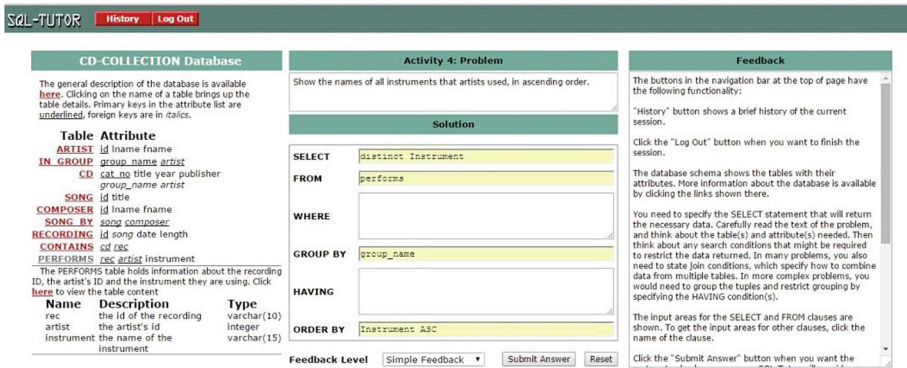 SQL-TUTOR History Log Out
CD-COLLECTION Database
The general description of the database is available
here. Clicking on the name of a table brings up the
table details. Primary keys in the attribute list are
underlined, foreign keys are in italics.
Table Attribute
ARTIST id lname fname
IN_GROUP group_name artist
CD cat_no title year publisher
group_name artist
SONG id title
COMPOSER id lname fname
SONG_BY song composer
RECORDING id song date length
CONTAINS cd rec
PERFORMS rec artist instrument
The PERFORMS table holds information about the recording
ID, the artist's ID and the instrument they are using. Click
here to view the table content
Name Description Type
rec the id of the recording varchar(10)
artist the artist's id integer
instrument the name of the varchar(15)
instrument
Activity 4: Problem
Show the names of all instruments that artists used, in ascending order.
Solution
SELECT distinct Instrument
FROM performs
WHERE
GROUP BY group_name
HAVING
ORDER BY Instrument ASC
Feedback Level Simple Feedback Submit Answer Reset
Feedback
The buttons in the navigation bar at the top of page have
the following functionality:
"History" button shows a brief history of the current
session.
Click the "Log Out" button when you want to finish the
session.
The database schema shows the tables with their
attributes. More information about the database is available
by clicking the links shown there.
You need to specify the SELECT statement that will return
the necessary data. Carefully read the text of the problem,
and think about the table(s) and attribute(s) needed. Then
think about any search conditions that might be required
to restrict the data returned. In many problems, you also
need to state join conditions, which specify how to combine
data from multiple tables. In more complex problems, you
would need to group the tuples and restrict grouping by
specifying the HAVING condition(s).
The input areas for the SELECT and FROM clauses are
shown. To get the input areas for other clauses, click the
name of the clause.
Click the "Submit Answer" button when you want the